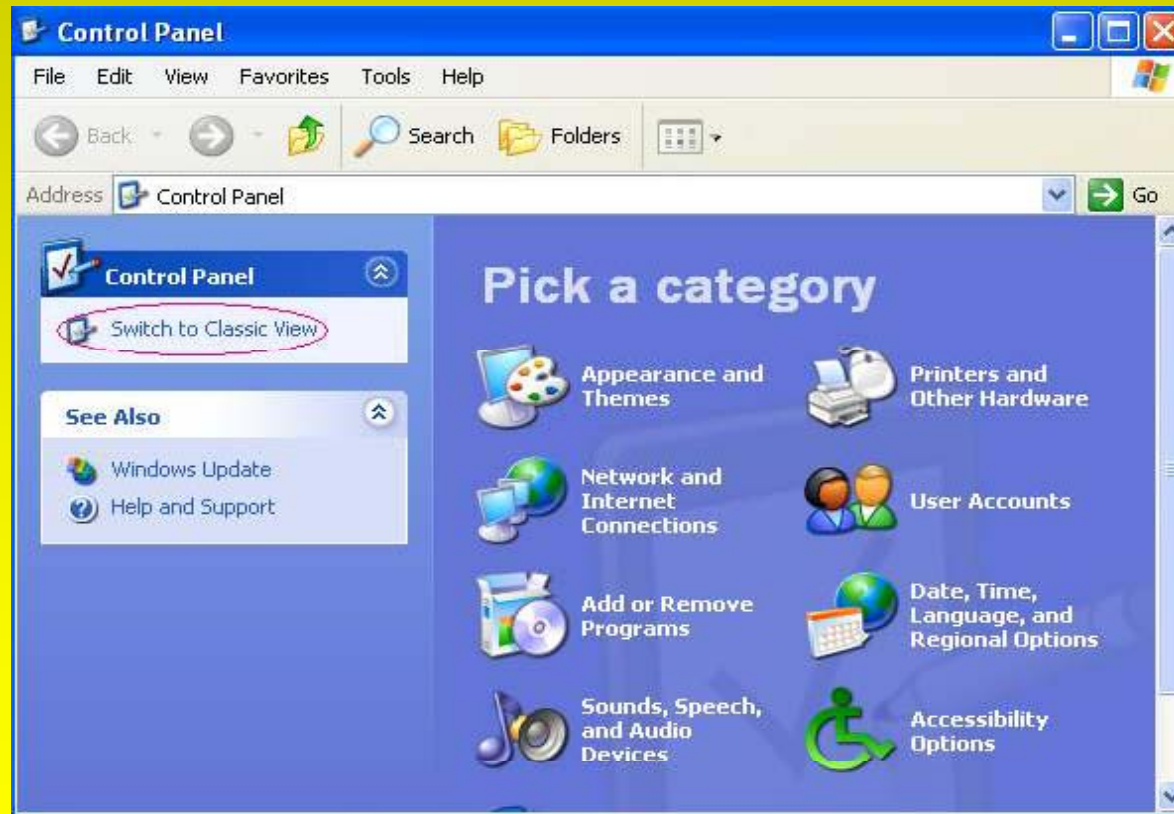 Control Panel
File Edit View Favorites Tools Help
Back Search Folders
Address Control Panel Go
Control Panel
Switch to Classic View
See Also
Windows Update
Help and Support
Pick a category
Appearance and
Themes
Printers and
Other Hardware
Network and
Internet
Connections
User Accounts
Add or Remove
Programs
Date, Time,
Language, and
Regional Options
Sounds, Speech,
and Audio
Devices
Accessibility
Options